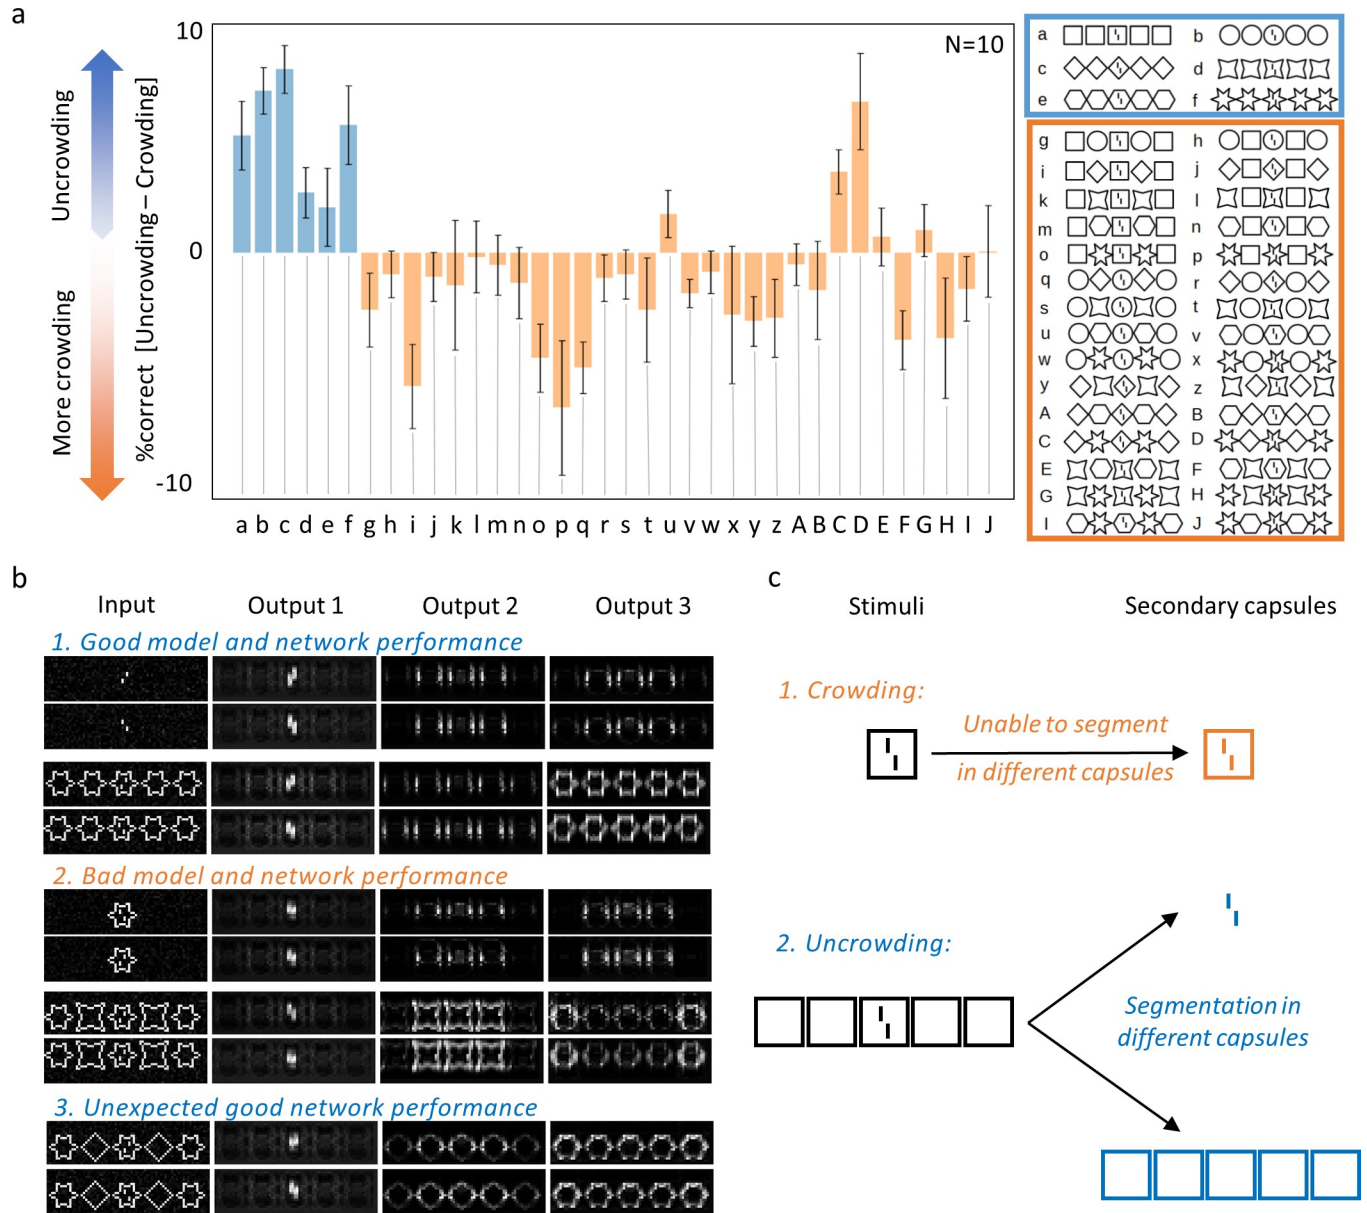 a
10
0
-10
Uncrowding
More crowding
%correct [Uncrowding – Crowding]
N=10
a b c d e f g h i j k l m n o p q r s t u v w x y z A B C D E F G H I J
a b
c d
e f
g h
i j
k l
m n
o p
q r
s t
u v
w x
y z
A B
C D
E F
G H
I J
b
Input Output 1 Output 2 Output 3
1. Good model and network performance
2. Bad model and network performance
3. Unexpected good network performance
c
Stimuli Secondary capsules
1. Crowding:
Unable to segment
in different capsules
2. Uncrowding:
Segmentation in
different capsules